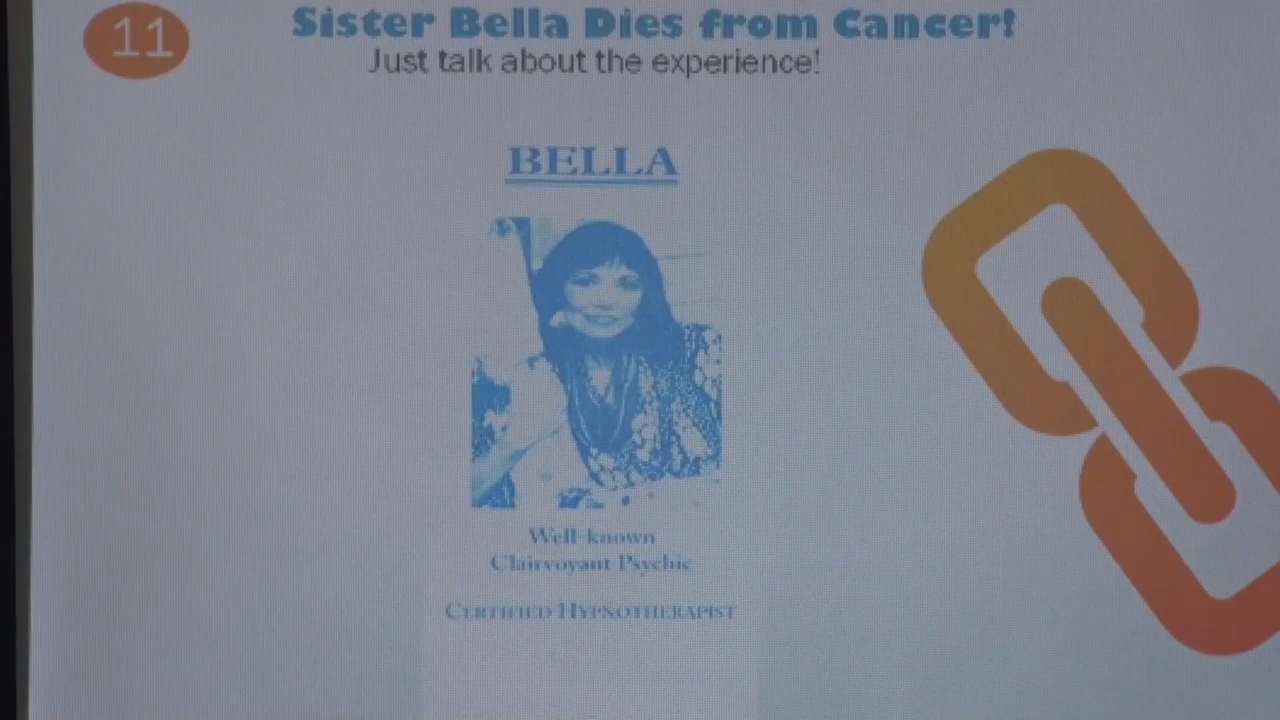 11
Sister Bella Dies from Cancer!
Just talk about the experience!
BELLA
Well-known
Clairvoyant Psychic
CERTIFIED HYPNOTHERAPIST